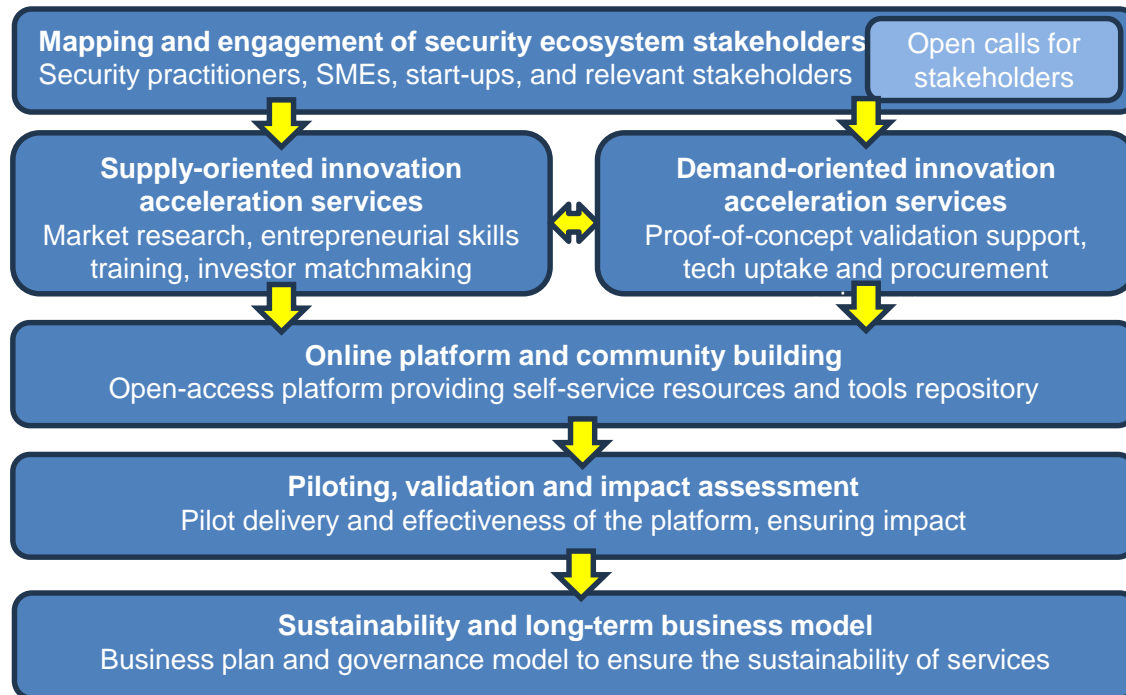 Mapping and engagement of security ecosystem stakeholders
Security practitioners, SMEs, start-ups, and relevant stakeholders
Open calls for
stakeholders
Supply-oriented innovation
acceleration services
Market research, entrepreneurial skills
training, investor matchmaking
Demand-oriented innovation
acceleration services
Proof-of-concept validation support,
tech uptake and procurement
Online platform and community building
Open-access platform providing self-service resources and tools repository
Piloting, validation and impact assessment
Pilot delivery and effectiveness of the platform, ensuring impact
Sustainability and long-term business model
Business plan and governance model to ensure the sustainability of services